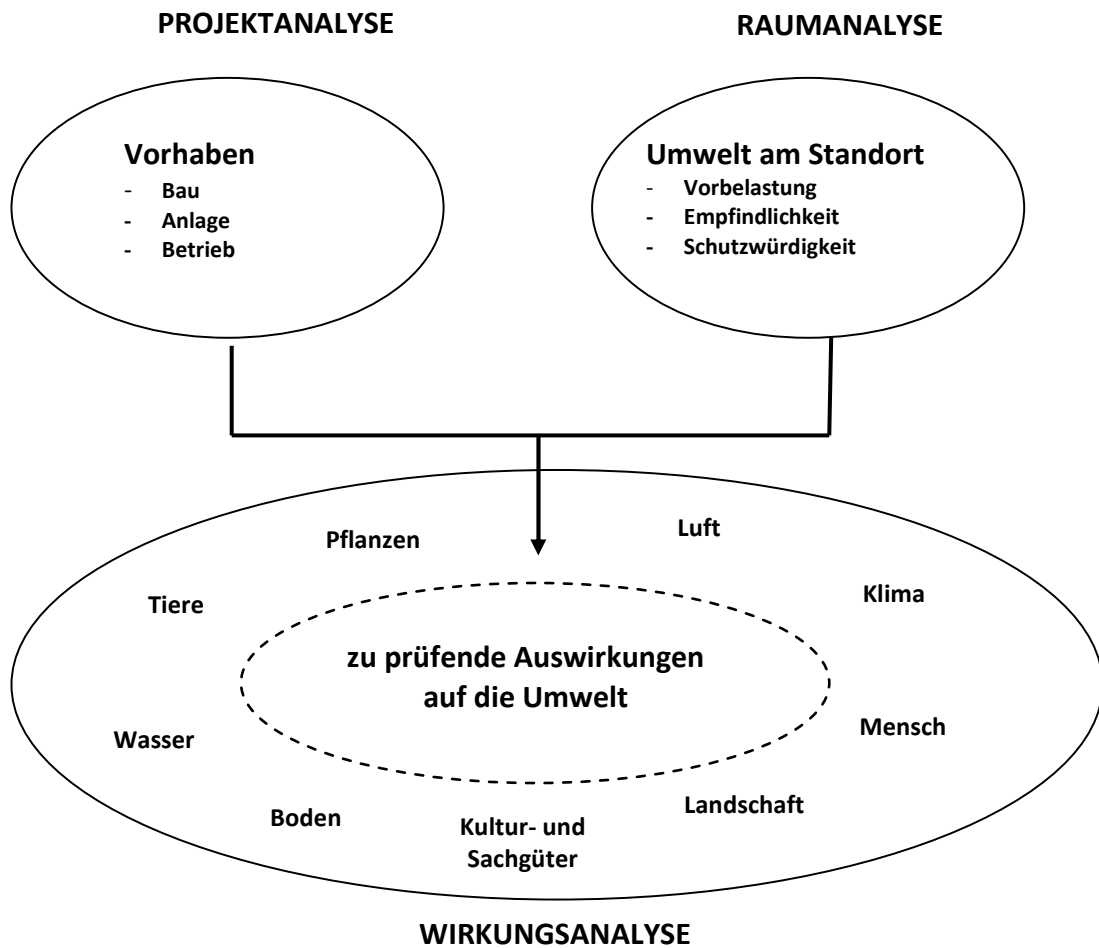 PROJEKTANALYSE
RAUMANALYSE
Vorhaben
- Bau
- Anlage
- Betrieb
Umwelt am Standort
- Vorbelastung
- Empfindlichkeit
- Schutzwürdigkeit
Pflanzen
Luft
Tiere
Klima
zu prüfende Auswirkungen
auf die Umwelt
Wasser
Mensch
Boden
Kultur- und
Sachgüter
Landschaft
WIRKUNGSANALYSE